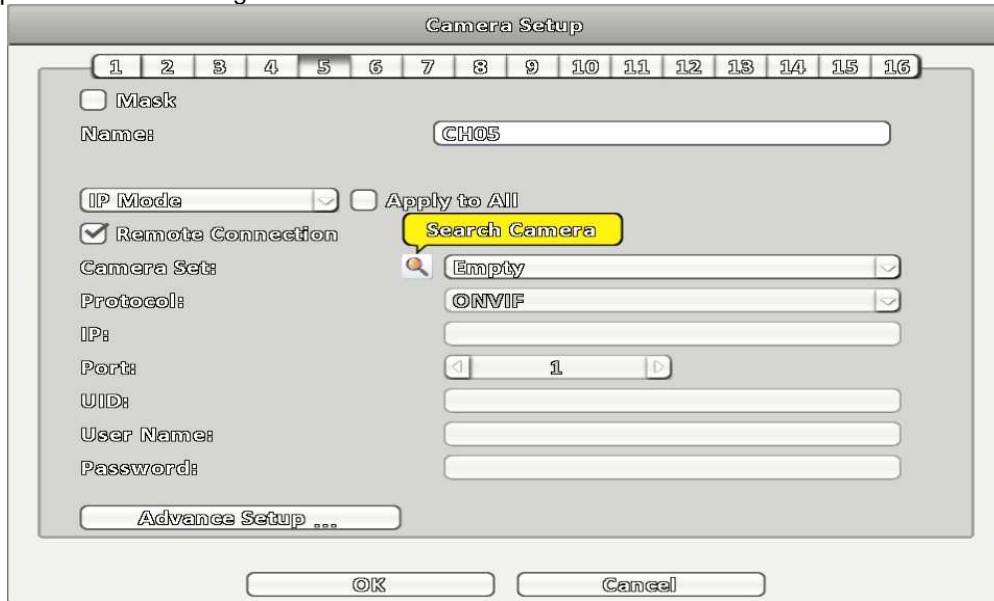 Camera Setup
1 2 3 4 5 6 7 8 9 10 11 12 13 14 15 16
Mask
Name: CH05
IP Mode Apply to All
Search Camera
Remote Connection
Camera Set: Empty
Protocol: ONVIF
IP:
Port: 1
UID:
User Name:
Password:
Advance Setup ...
OK Cancel